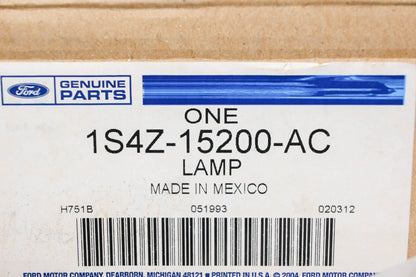 Ford
GENUINE
PARTS
ONE
1S4Z-15200-AC
LAMP
MADE IN MEXICO
H751B 051993 020312
FORD MOTOR COMPANY, DEARBORN, MICHIGAN 48121 ▪ PRINTED IN U.S.A. © 2004, FORD MOTOR COMPAN